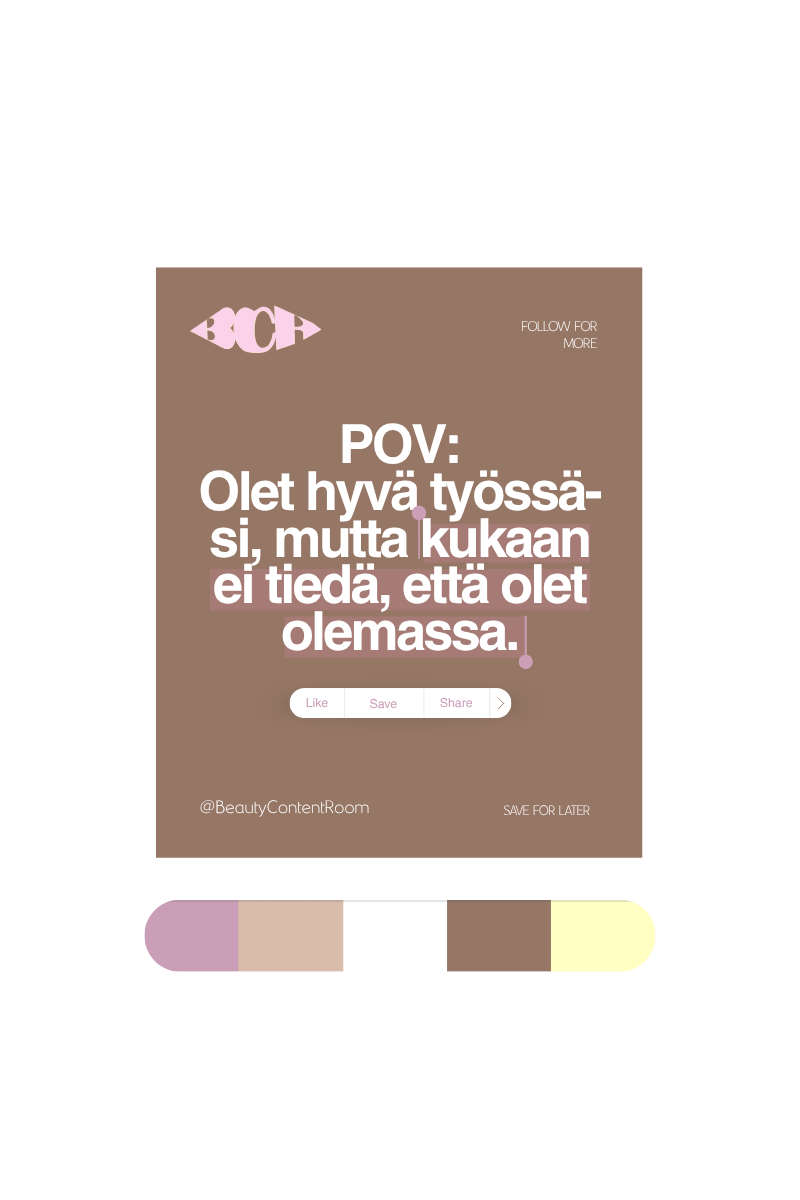 BCR
FOLLOW FOR
MORE
POV:
Olet hyvä työssä-
si, mutta kukaan
ei tiedä, että olet
olemassa.
Like Save Share
@BeautyContentRoom
SAVE FOR LATER